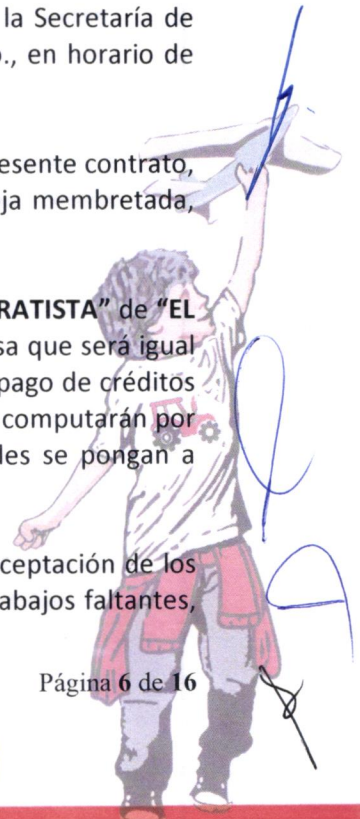 la Secretaría de
o., en horario de
esente contrato,
ja membretada,
RATISTA” de “EL
sa que será igual
pago de créditos
computarán por
les se pongan a
ceptación de los
abajos faltantes,
Página 6 de 16